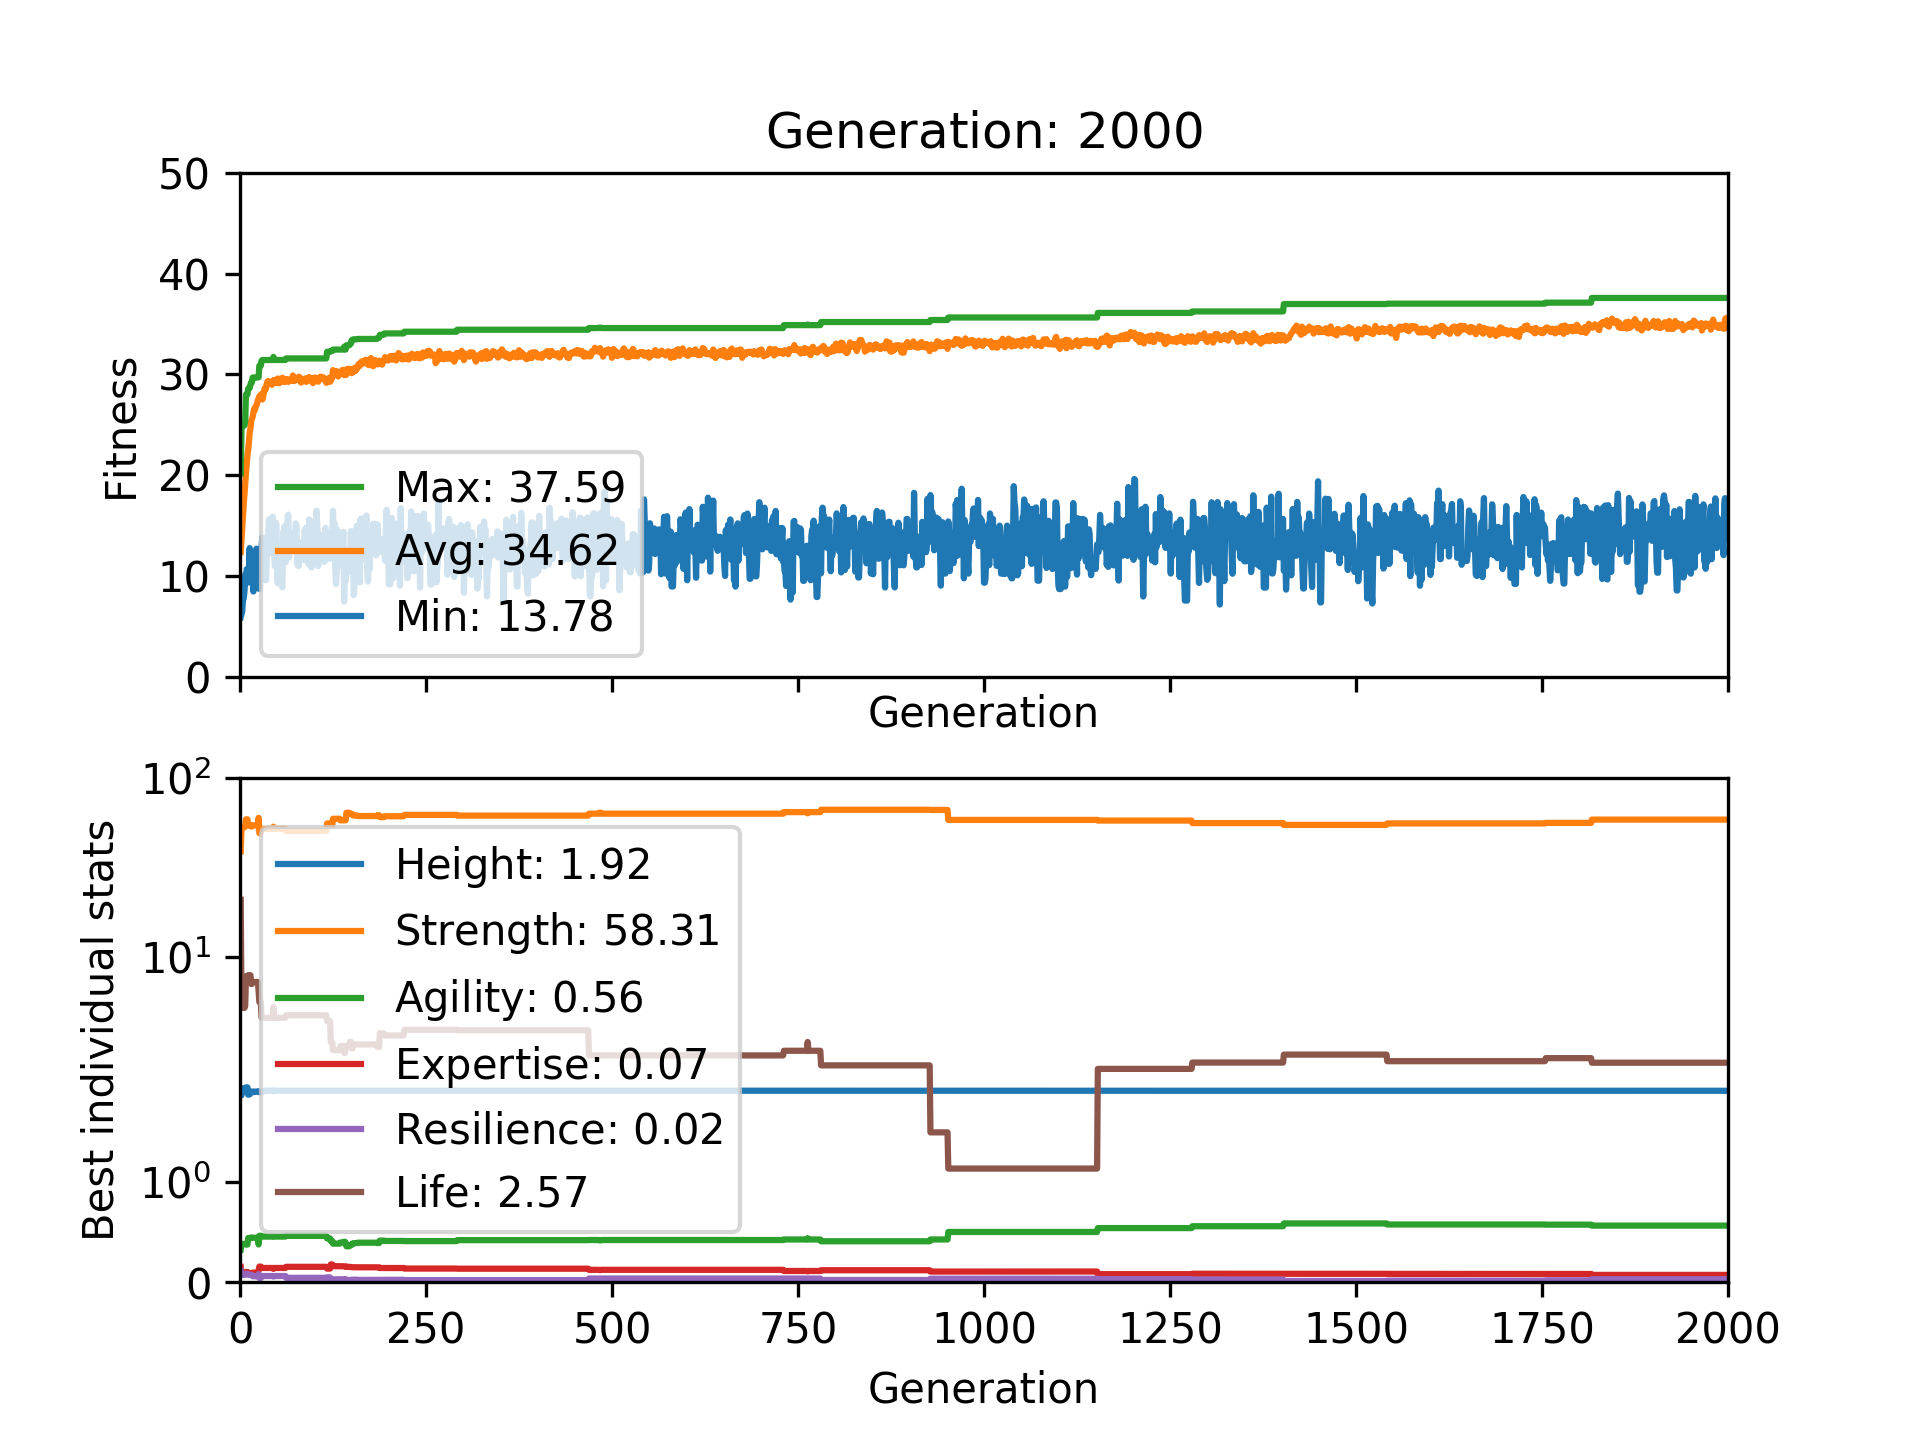 Generation: 2000
50
40
30
20
10
0
Fitness
Max: 37.59
Avg: 34.62
Min: 13.78
Generation
10²
10¹
10⁰
0
Best individual stats
Height: 1.92
Strength: 58.31
Agility: 0.56
Expertise: 0.07
Resilience: 0.02
Life: 2.57
0 250 500 750 1000 1250 1500 1750 2000
Generation